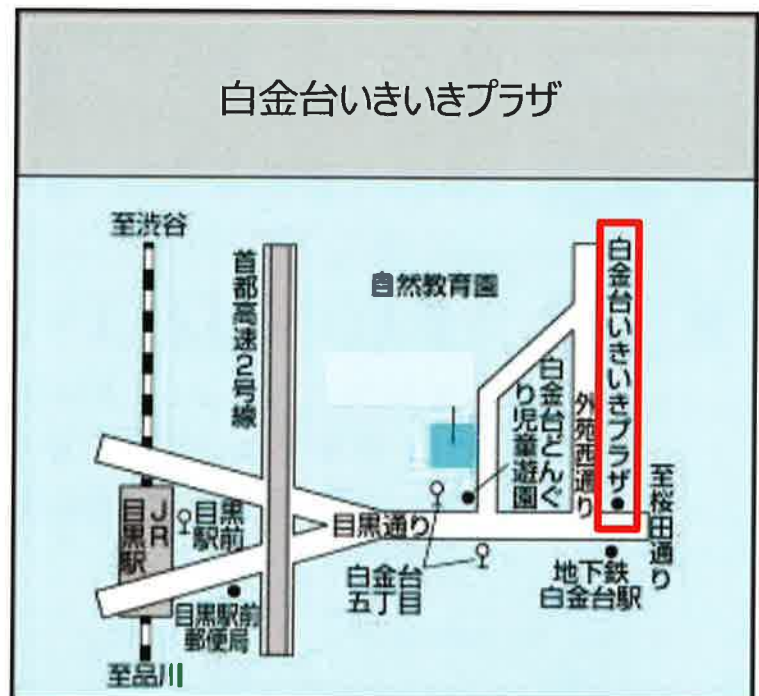 白金台いきいきプラザ
至渋谷
首都高速2号線
自然教育園
白金台いきいきプラザ
白金台どんぐ
り児童遊園
外苑西通り
至桜田通り
JR
目黒駅
目黒
駅前
目黒通り
白金台
五丁目
地下鉄
白金台駅
目黒駅前
郵便局
至品川